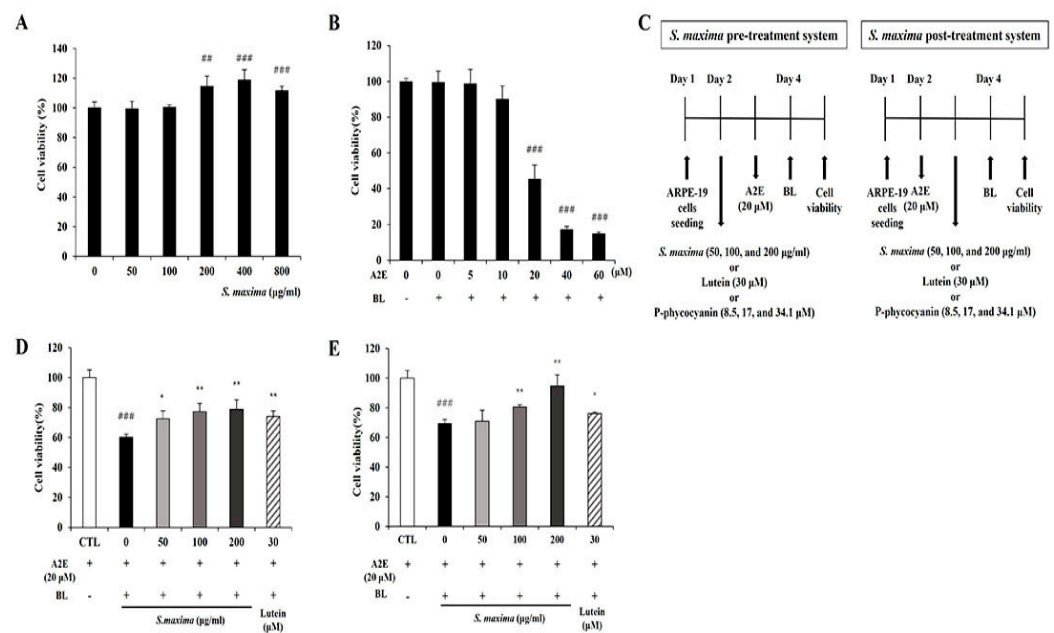 A
Cell viability (%)
140
120
100
80
60
40
20
0
## ### ###
0 50 100 200 400 800
S. maxima (µg/ml)
B
Cell viability(%)
120
100
80
60
40
20
0
### ### ###
A2E 0 0 5 10 20 40 60 (µM)
BL - + + + + + +
C
S. maxima pre-treatment system
Day 1 Day 2 Day 4
ARPE-19 cells seeding
A2E (20 µM)
BL
Cell viability
S. maxima (50, 100, and 200 µg/ml)
or
Lutein (30 µM)
or
P-phycocyanin (8.5, 17, and 34.1 µM)
S. maxima post-treatment system
Day 1 Day 2 Day 4
ARPE-19 cells seeding
A2E (20 µM)
BL
Cell viability
S. maxima (50, 100, and 200 µg/ml)
or
Lutein (30 µM)
or
P-phycocyanin (8.5, 17, and 34.1 µM)
D
Cell viability(%)
120
100
80
60
40
20
0
### * ** ** **
CTL 0 50 100 200 30
A2E (20 µM) + + + + + +
BL - + + + + +
S.maxima (µg/ml) Lutein (µM)
E
Cell viability(%)
120
100
80
60
40
20
0
### ** ** *
CTL 0 50 100 200 30
A2E (20 µM) + + + + + +
BL - + + + + +
S.maxima (µg/ml) Lutein (µM)